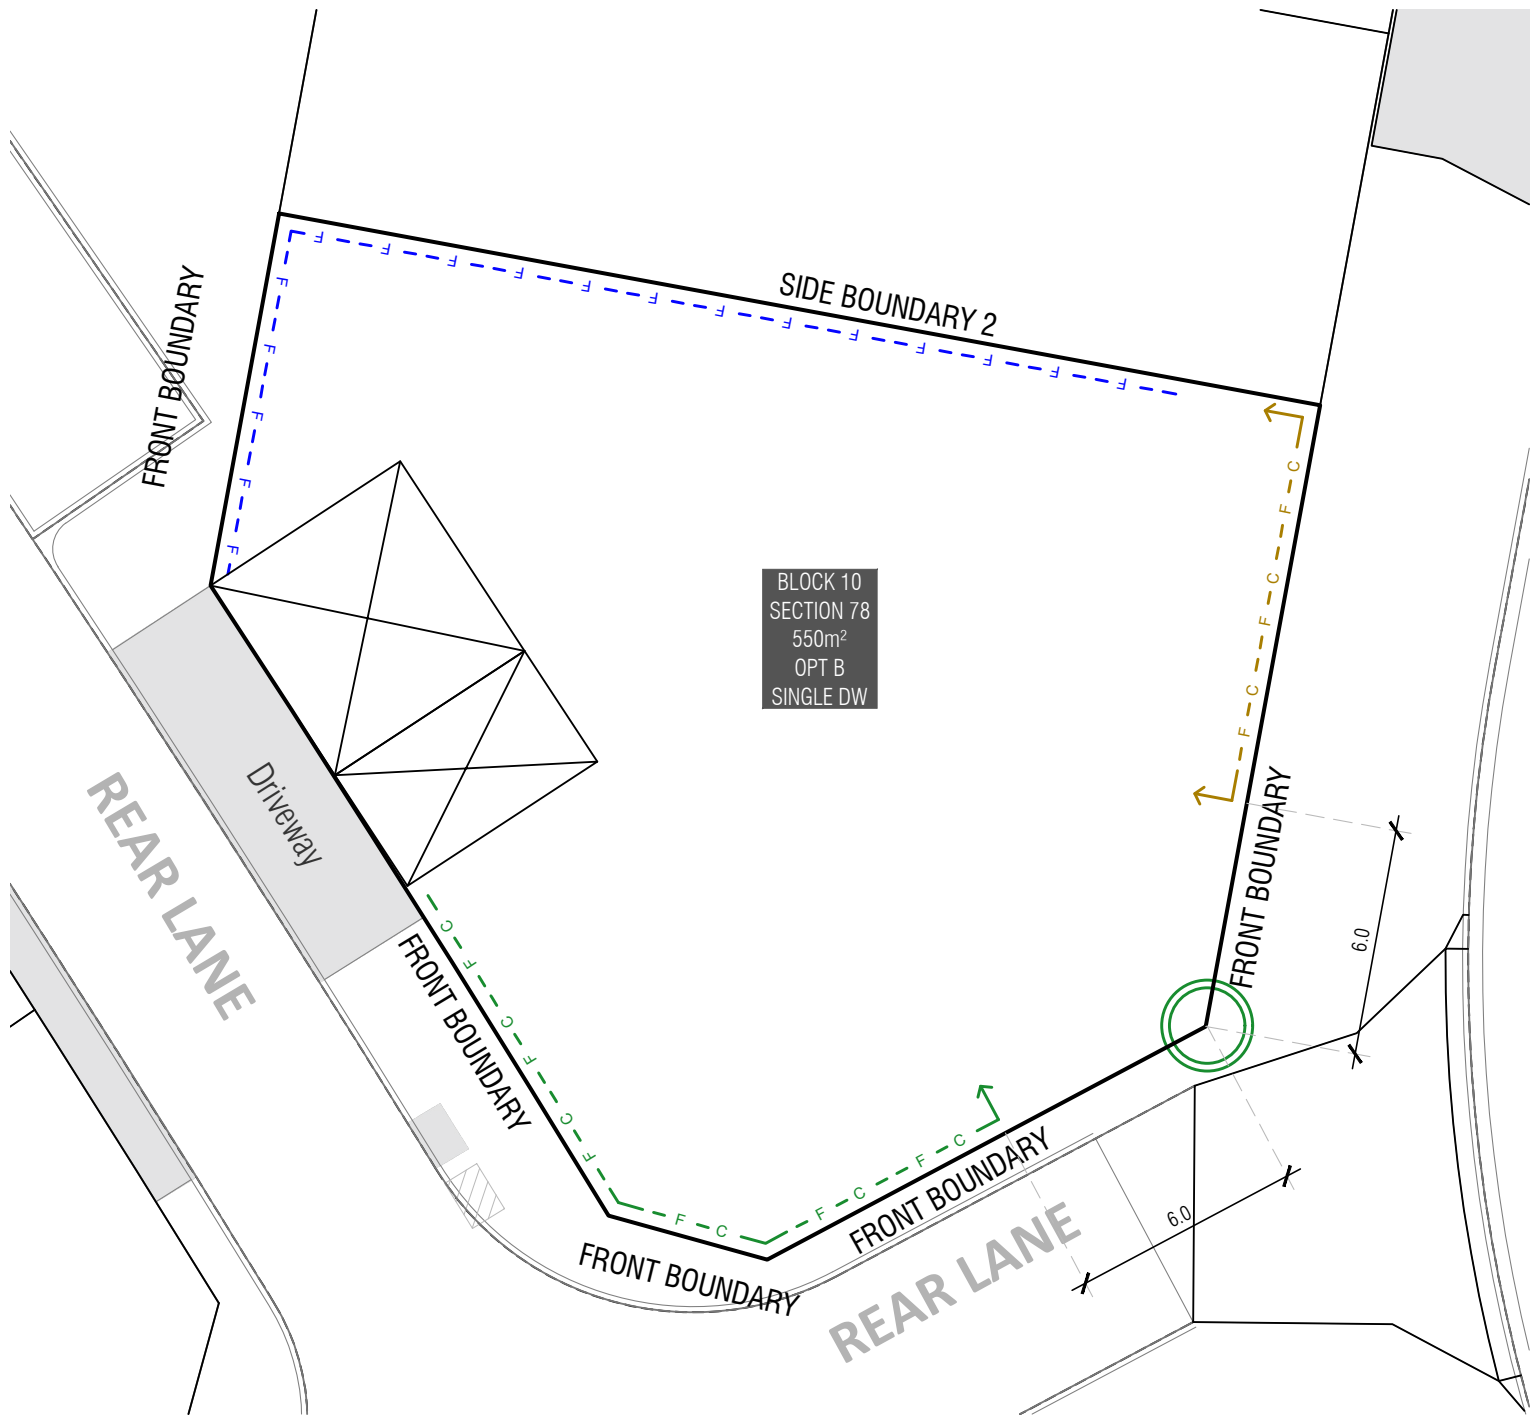 SIDE BOUNDARY 2
FRONT BOUNDARY
F F F F F F F F F F F F F
F F F F F
C F C F C F
BLOCK 10
SECTION 78
550m²
OPT B
SINGLE DW
Driveway
REAR LANE
FRONT BOUNDARY
6.0
FRONT BOUNDARY
C F C F C F
F C
F C F C
FRONT BOUNDARY
FRONT BOUNDARY
REAR LANE
6.0